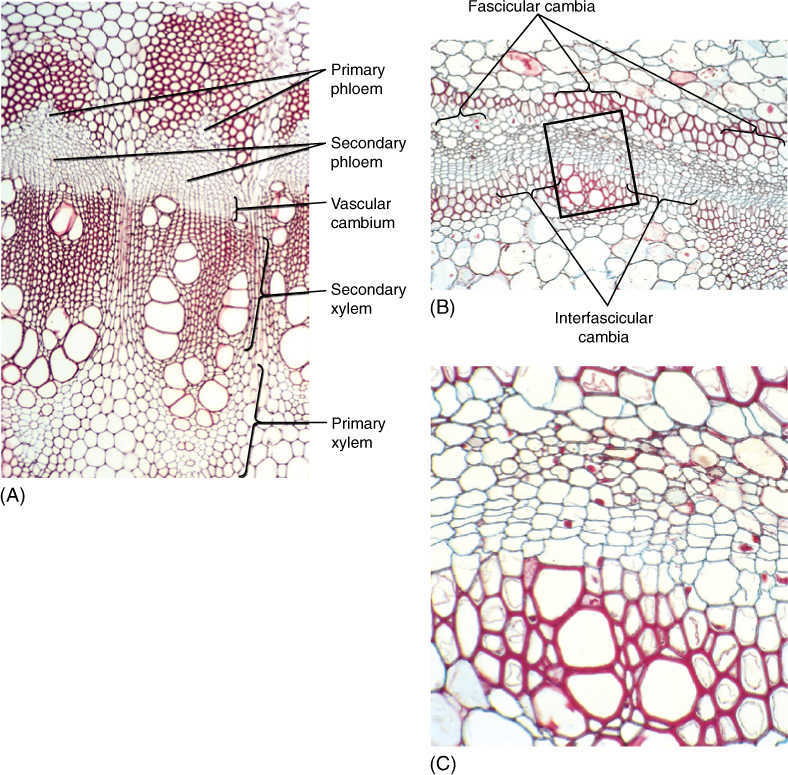 Primary
phloem
Secondary
phloem
Vascular
cambium
Secondary
xylem
Primary
xylem
(A)
Fascicular cambia
(B)
Interfascicular
cambia
(C)